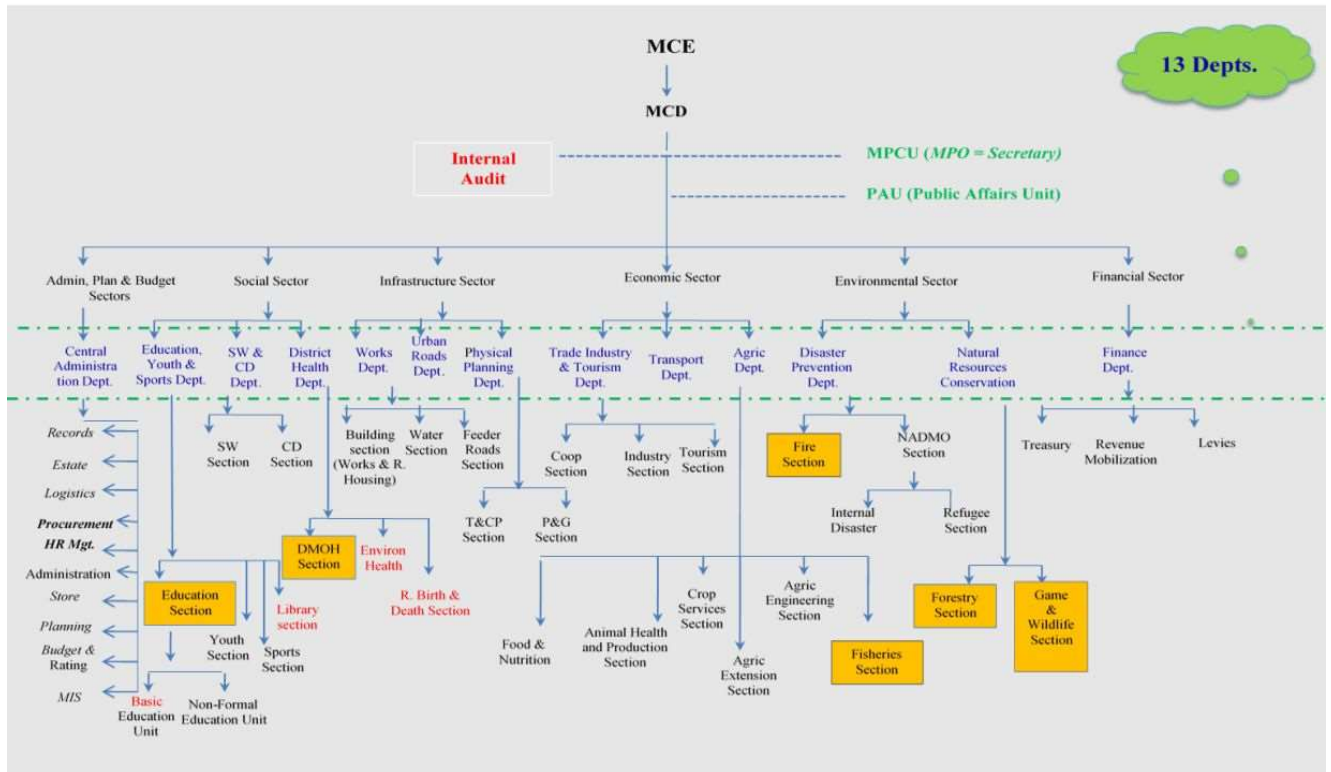 MCE
13 Depts.
MCD
Internal
Audit
MPCU (MPO = Secretary)
PAU (Public Affairs Unit)
Admin, Plan & Budget
Sectors
Social Sector
Infrastructure Sector
Economic Sector
Environmental Sector
Financial Sector
Central
Administra
tion Dept.
Education,
Youth &
Sports Dept.
SW &
CD
Dept.
District
Health
Dept.
Works
Dept.
Urban
Roads
Dept.
Physical
Planning
Dept.
Trade Industry
& Tourism
Dept.
Transport
Dept.
Agric
Dept.
Disaster
Prevention
Dept.
Natural
Resources
Conservation
Finance
Dept.
Records
Estate
Logistics
Procurement
HR Mgt.
Administration
Store
Planning
Budget &
Rating
MIS
SW
Section
CD
Section
Building
section
(Works & R.
Housing)
Water
Section
Feeder
Roads
Section
Coop
Section
Industry
Section
Tourism
Section
Fire
Section
NADMO
Section
Treasury
Revenue
Mobilization
Levies
Internal
Disaster
Refugee
Section
T&CP
Section
P&G
Section
DMOH
Section
Environ
Health
R. Birth &
Death Section
Education
Section
Youth
Section
Sports
Section
Library
section
Basic
Education
Unit
Non-Formal
Education Unit
Food &
Nutrition
Animal Health
and Production
Section
Crop
Services
Section
Agric
Extension
Section
Agric
Engineering
Section
Fisheries
Section
Forestry
Section
Game
&
Wildlife
Section